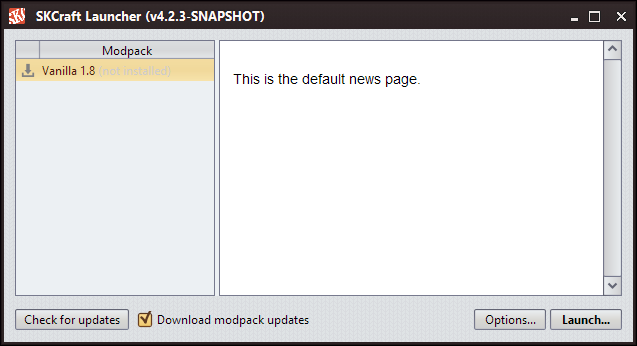 SKCraft Launcher (v4.2.3-SNAPSHOT)
Modpack
Vanilla 1.8 (not installed)
This is the default news page.
Check for updates
Download modpack updates
Options...
Launch...